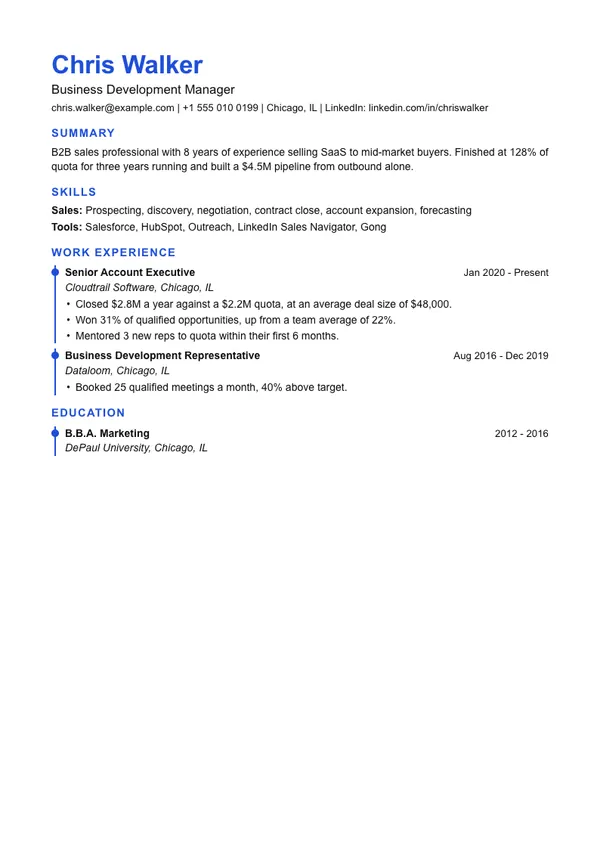 Chris Walker
Business Development Manager
chris.walker@example.com | +1 555 010 0199 | Chicago, IL | LinkedIn: linkedin.com/in/chriswalker
SUMMARY
B2B sales professional with 8 years of experience selling SaaS to mid-market buyers. Finished at 128% of
quota for three years running and built a $4.5M pipeline from outbound alone.
SKILLS
Sales: Prospecting, discovery, negotiation, contract close, account expansion, forecasting
Tools: Salesforce, HubSpot, Outreach, LinkedIn Sales Navigator, Gong
WORK EXPERIENCE
Senior Account Executive Jan 2020 - Present
Cloudtrail Software, Chicago, IL
• Closed $2.8M a year against a $2.2M quota, at an average deal size of $48,000.
• Won 31% of qualified opportunities, up from a team average of 22%.
• Mentored 3 new reps to quota within their first 6 months.
Business Development Representative Aug 2016 - Dec 2019
Dataloom, Chicago, IL
• Booked 25 qualified meetings a month, 40% above target.
EDUCATION
B.B.A. Marketing 2012 - 2016
DePaul University, Chicago, IL